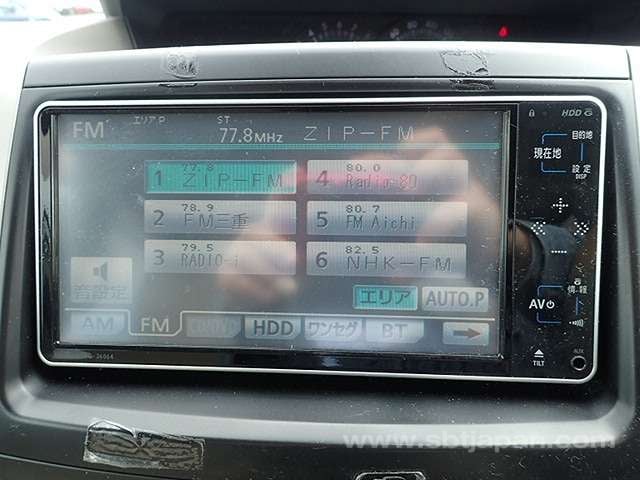 HDD
FM エリアP ST 77.8MHz ZIP-FM
目的地
現在地
設定
DISP
1 77.8 ZIP-FM
4 80.0 Radio-80
2 78.9 FM三重
5 80.7 FM Aichi
3 79.5 RADIO-i
6 82.5 NHK-FM
音設定
エリア AUTO.P
情報
AV
AM FM HDD ワンセグ BT
TILT
AUX
www.sbtjapan.com